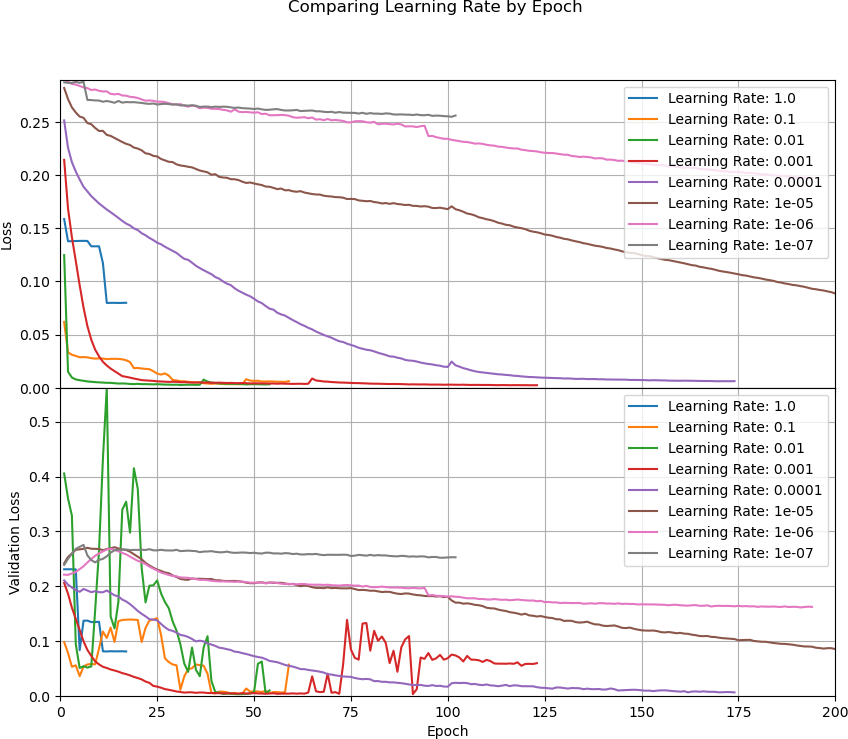 Comparing Learning Rate by Epoch
Loss
0.25
0.20
0.15
0.10
0.05
0.00
Learning Rate: 1.0
Learning Rate: 0.1
Learning Rate: 0.01
Learning Rate: 0.001
Learning Rate: 0.0001
Learning Rate: 1e-05
Learning Rate: 1e-06
Learning Rate: 1e-07
Validation Loss
0.5
0.4
0.3
0.2
0.1
0.0
Learning Rate: 1.0
Learning Rate: 0.1
Learning Rate: 0.01
Learning Rate: 0.001
Learning Rate: 0.0001
Learning Rate: 1e-05
Learning Rate: 1e-06
Learning Rate: 1e-07
0 25 50 75 100 125 150 175 200
Epoch